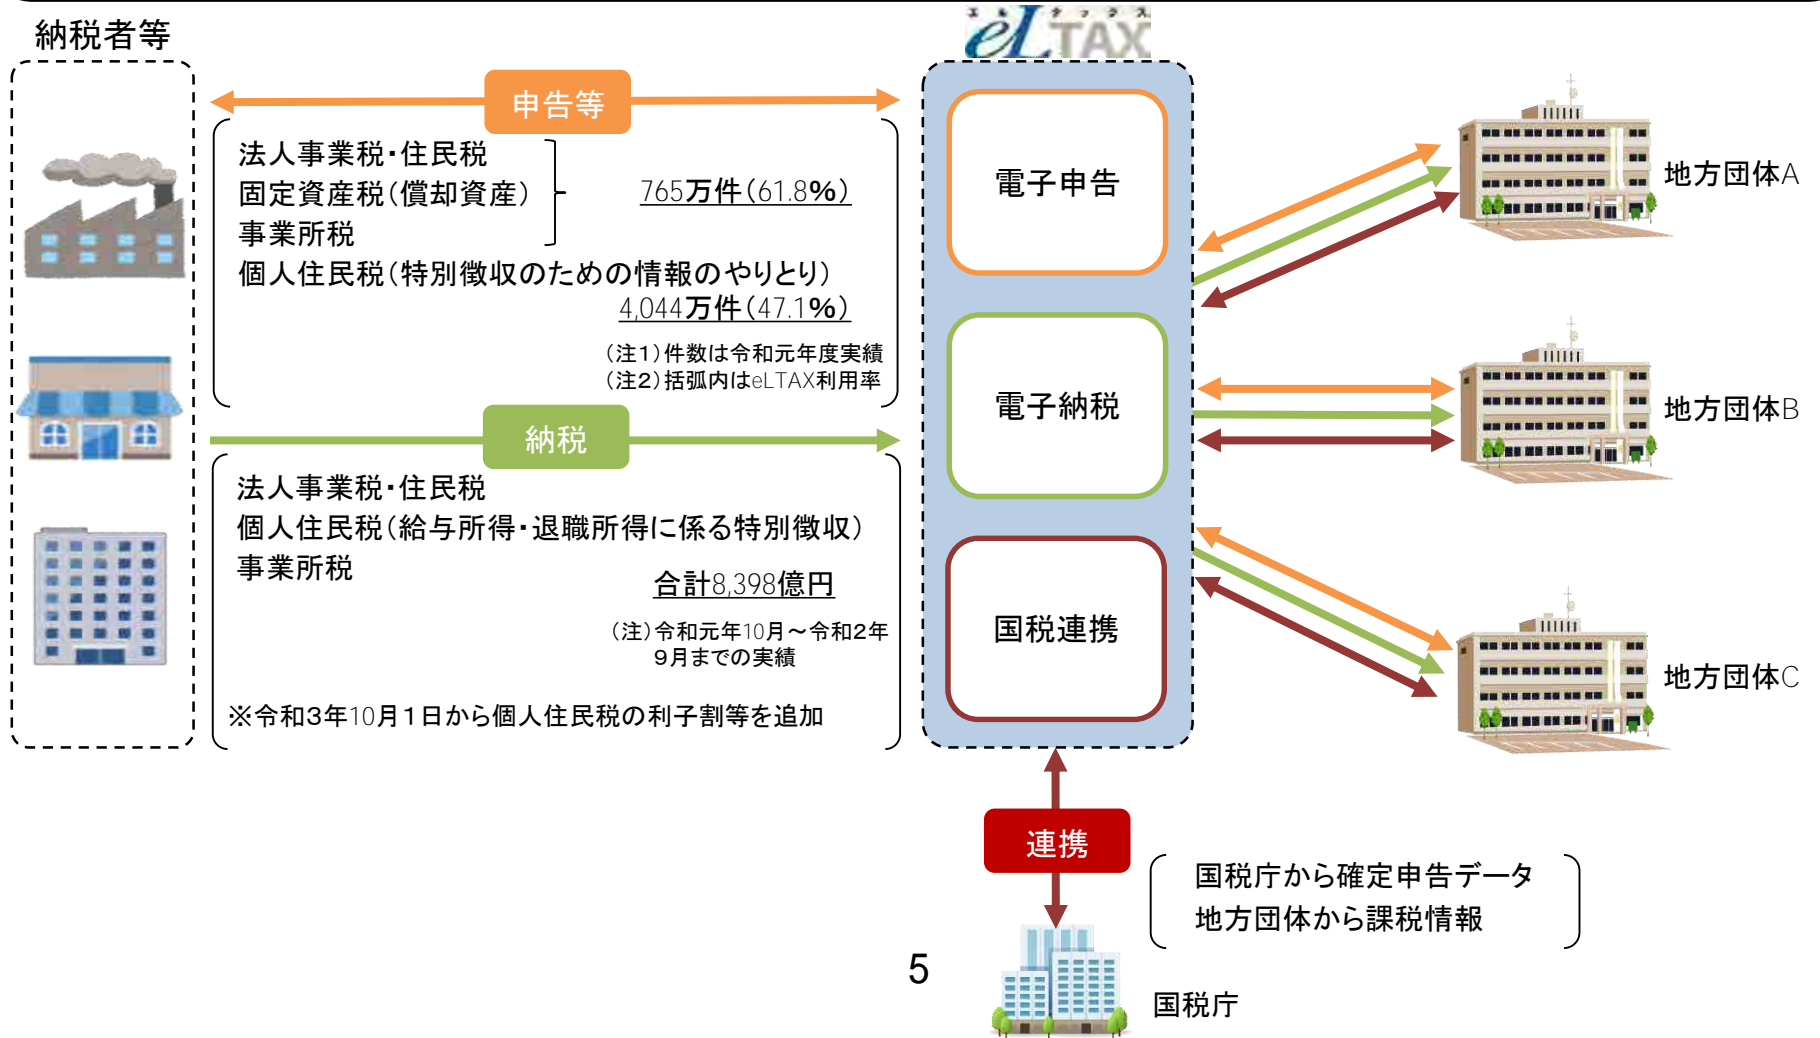 納税者等
エルタックス
eLTAX
申告等
法人事業税・住民税
固定資産税(償却資産)
事業所税
765万件(61.8%)
個人住民税(特別徴収のための情報のやりとり)
4,044万件(47.1%)
(注1)件数は令和元年度実績
(注2)括弧内はeLTAX利用率
納税
法人事業税・住民税
個人住民税(給与所得・退職所得に係る特別徴収)
事業所税
合計8,398億円
(注)令和元年10月~令和2年
9月までの実績
※令和3年10月1日から個人住民税の利子割等を追加
電子申告
電子納税
国税連携
地方団体A
地方団体B
地方団体C
連携
国税庁から確定申告データ
地方団体から課税情報
国税庁
5